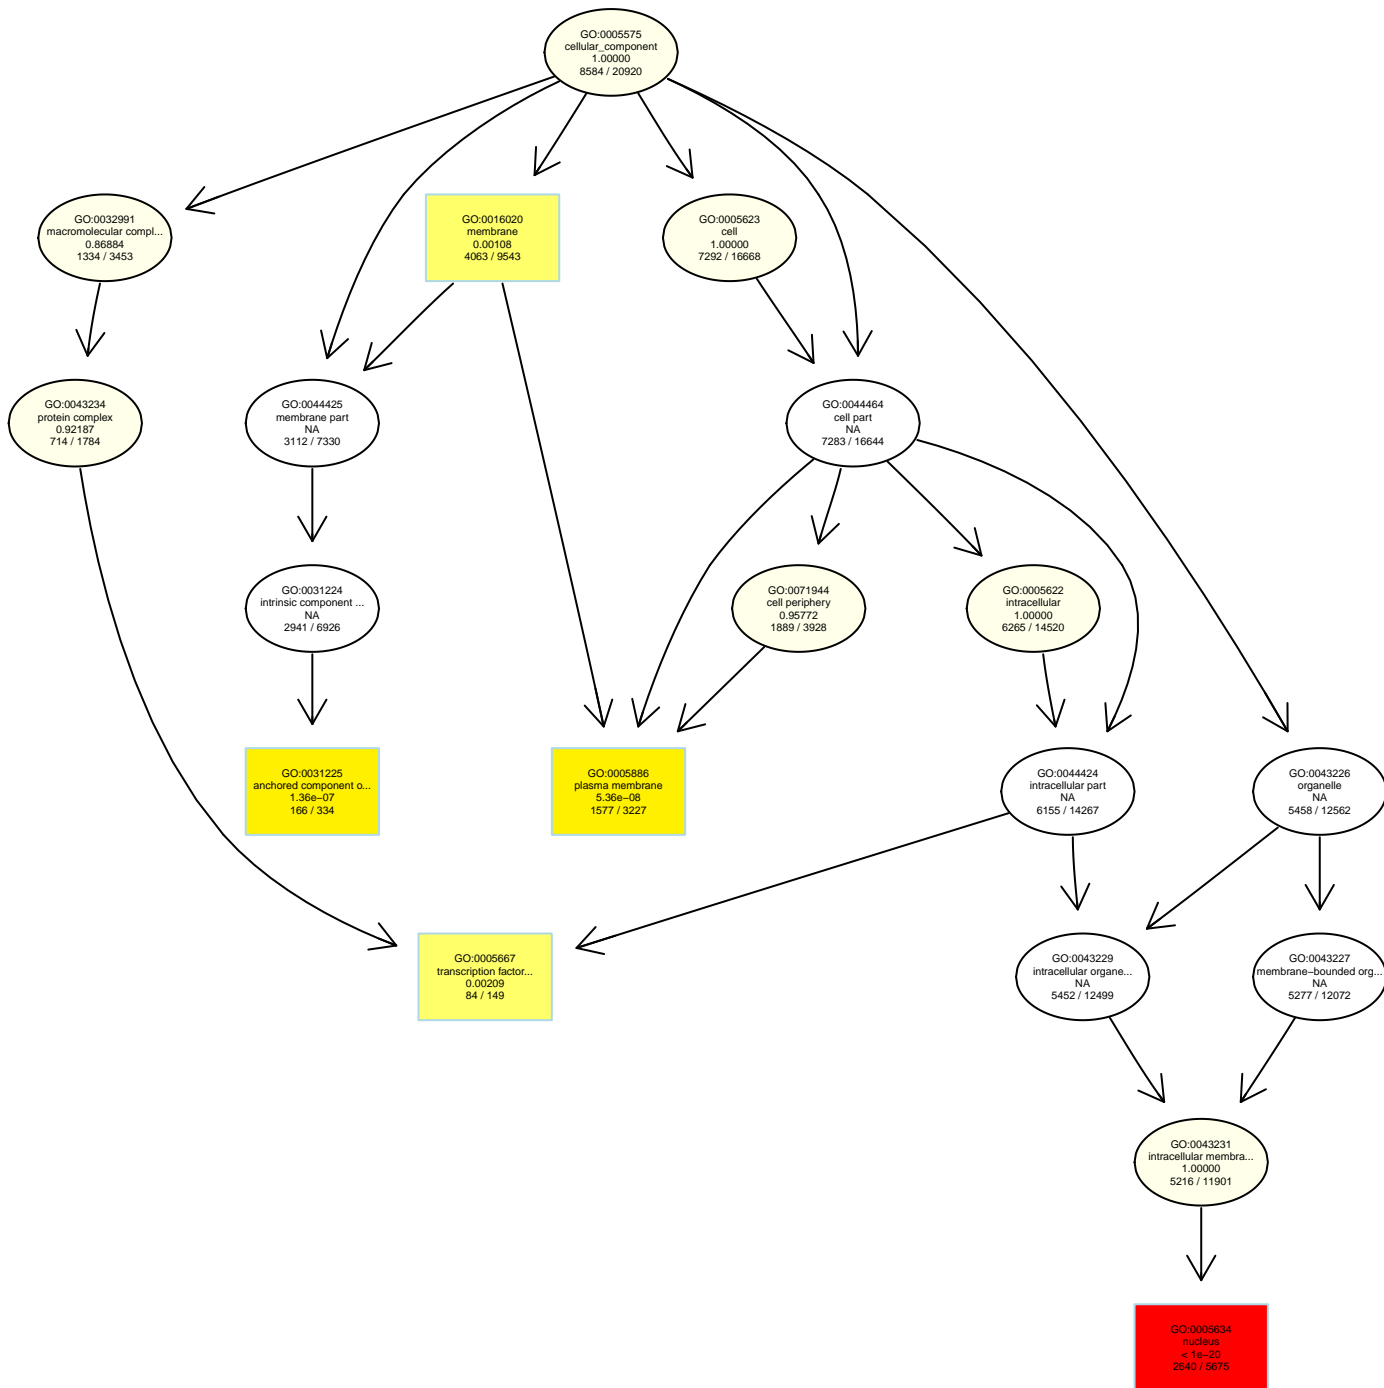 GO:0005575
cellular_component
1.00000
8584 / 20920
GO:0032991
macromolecular compl...
0.86884
1334 / 3453
GO:0016020
membrane
0.00108
4063 / 9543
GO:0005623
cell
1.00000
7292 / 16668
GO:0043234
protein complex
0.92187
714 / 1784
GO:0044425
membrane part
NA
3112 / 7330
GO:0044464
cell part
NA
7283 / 16644
GO:0031224
intrinsic component ...
NA
2941 / 6926
GO:0071944
cell periphery
0.95772
1889 / 3928
GO:0005622
intracellular
1.00000
6265 / 14520
GO:0031225
anchored component o...
1.36e−07
166 / 334
GO:0005886
plasma membrane
5.36e−08
1577 / 3227
GO:0044424
intracellular part
NA
6155 / 14267
GO:0043226
organelle
NA
5458 / 12562
GO:0005667
transcription factor...
0.00209
84 / 149
GO:0043229
intracellular organe...
NA
5452 / 12499
GO:0043227
membrane−bounded org...
NA
5277 / 12072
GO:0043231
intracellular membra...
1.00000
5216 / 11901
GO:0005634
nucleus
< 1e−20
2640 / 5675